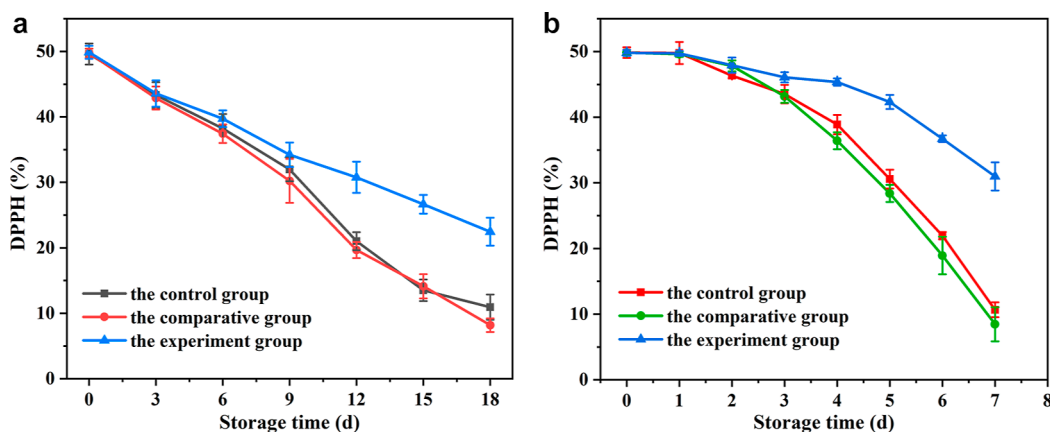 a
DPPH (%)
50
40
30
20
10
0
the control group
the comparative group
the experiment group
0 3 6 9 12 15 18
Storage time (d)
b
DPPH (%)
50
40
30
20
10
0
the control group
the comparative group
the experiment group
0 1 2 3 4 5 6 7 8
Storage time (d)